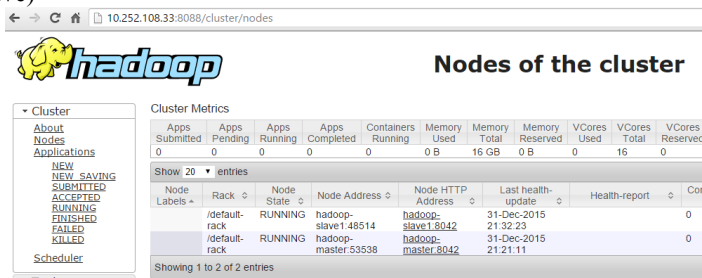 10.252.108.33:8088/cluster/nodes
hadoop
Nodes of the cluster
Cluster
About
Nodes
Applications
NEW
NEW_SAVING
SUBMITTED
ACCEPTED
RUNNING
FINISHED
FAILED
KILLED
Scheduler
Cluster Metrics
Apps Submitted Apps Pending Apps Running Apps Completed Containers Running Memory Used Memory Total Memory Reserved VCores Used VCores Total VCores Reserved
0 0 0 0 0 0 B 16 GB 0 B 0 16 0
Show 20 entries
Node Labels Rack Node State Node Address Node HTTP Address Last health-update Health-report
/default-rack RUNNING hadoop-slave1:48514 hadoop-slave1:8042 31-Dec-2015 21:32:23 0
/default-rack RUNNING hadoop-master:53538 hadoop-master:8042 31-Dec-2015 21:21:11 0
Showing 1 to 2 of 2 entries